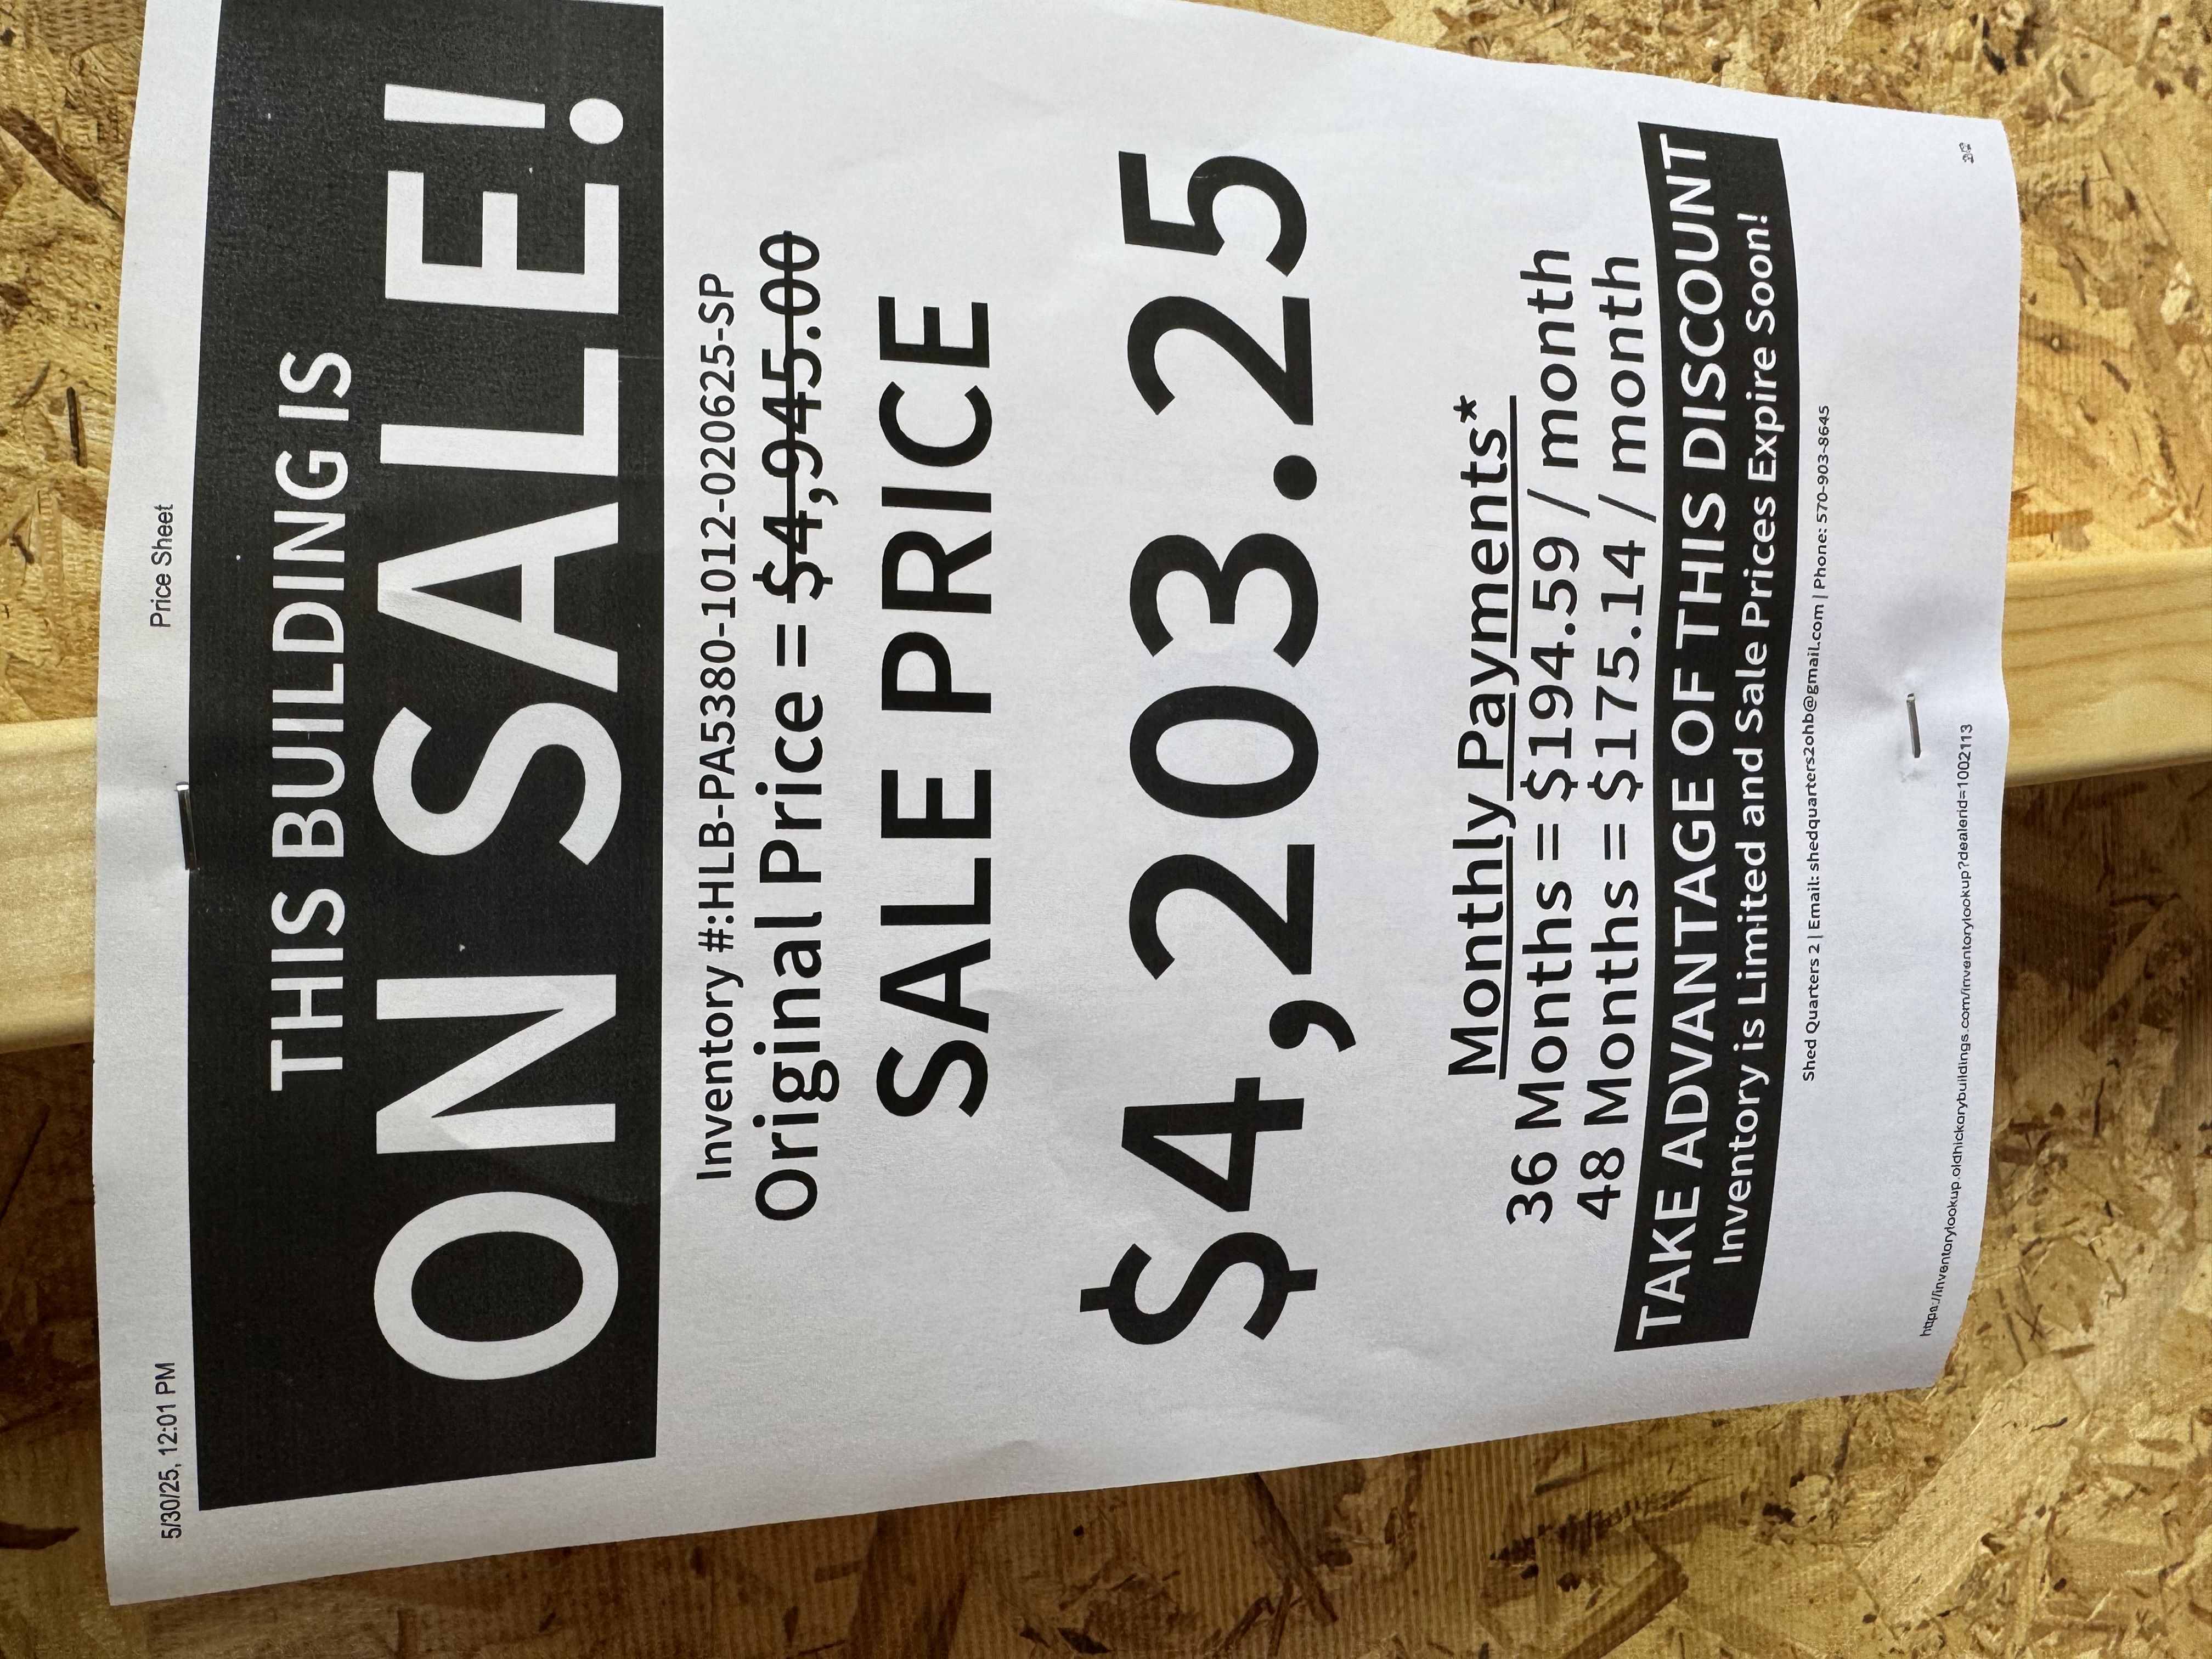 5/30/25, 12:01 PM Price Sheet
THIS BUILDING IS
ON SALE!
Inventory #:HLB-PA5380-1012-020625-SP
Original Price = $4,945.00
SALE PRICE
$4,203.25
Monthly Payments*
36 Months = $194.59 / month
48 Months = $175.14 / month
TAKE ADVANTAGE OF THIS DISCOUNT
Inventory is Limited and Sale Prices Expire Soon!
Shed Quarters 2 | Email: shedquarters2ohb@gmail.com | Phone: 570-903-8645
https://inventorylookup.oldhickorybuildings.com/inventorylookup?dealerid=1002113 2/2